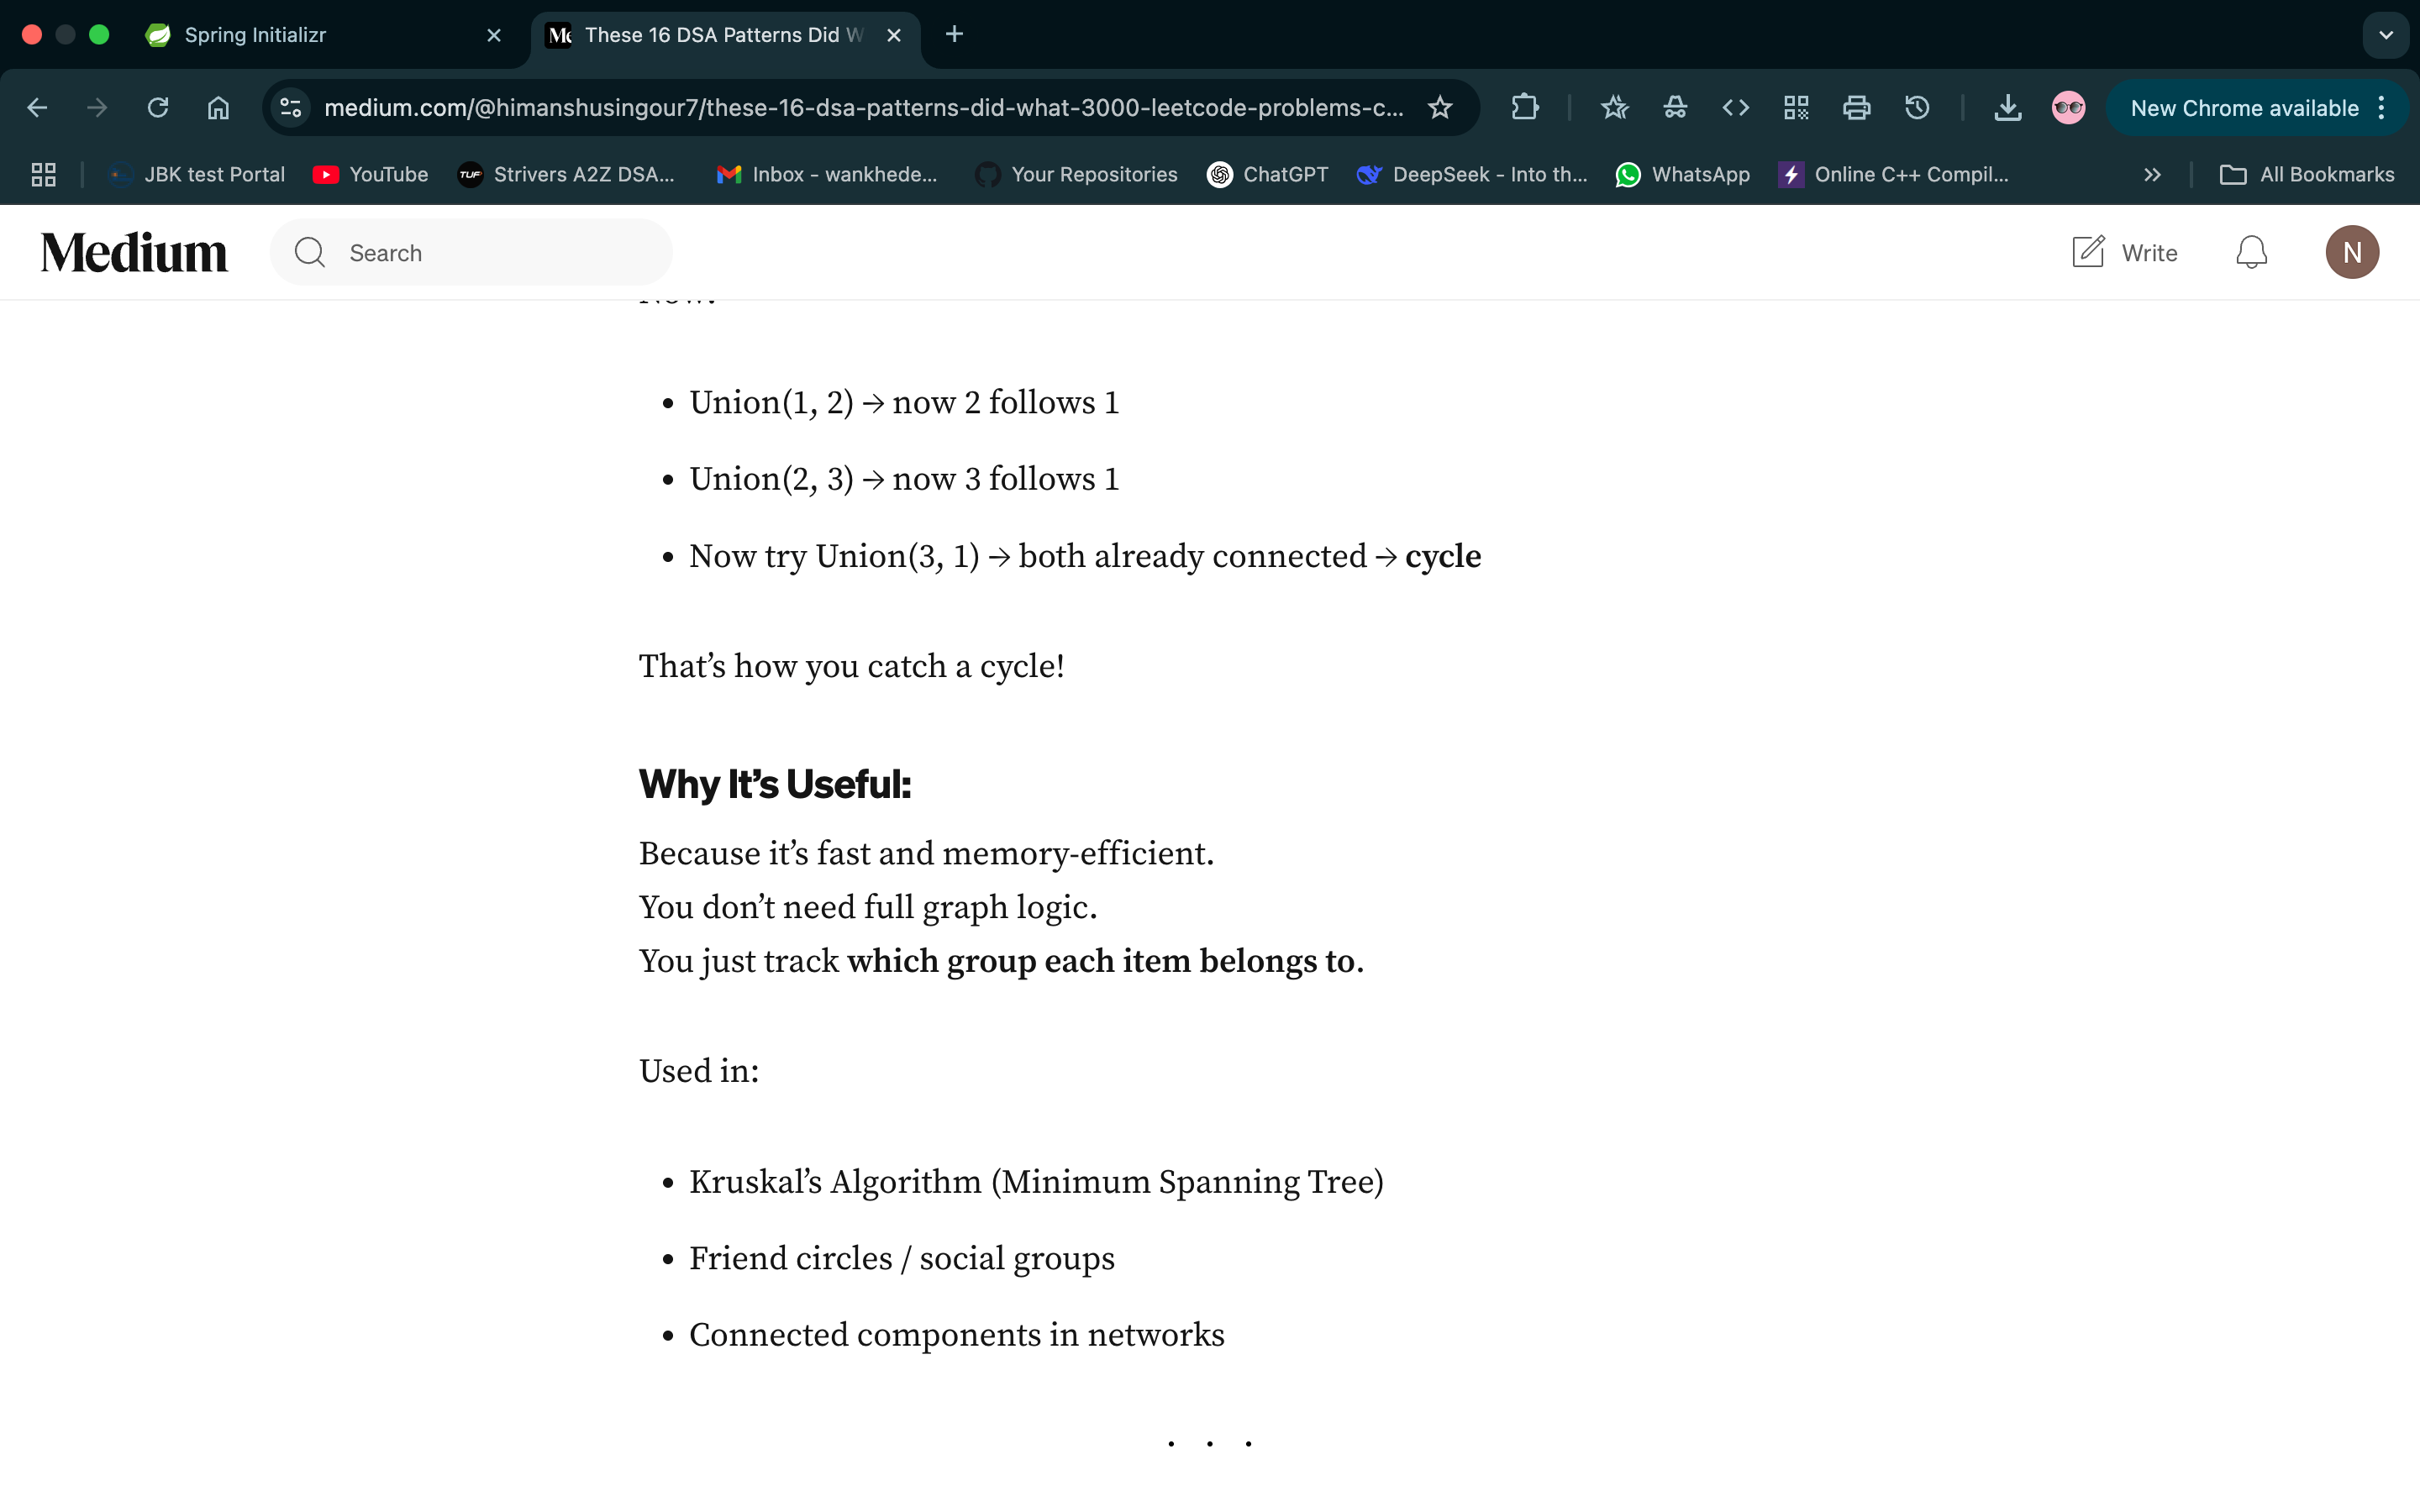 Spring Initializr
These 16 DSA Patterns Did W
medium.com/@himanshusingour7/these-16-dsa-patterns-did-what-3000-leetcode-problems-c...
New Chrome available
JBK test Portal
YouTube
Strivers A2Z DSA...
Inbox - wankhede...
Your Repositories
ChatGPT
DeepSeek - Into th...
WhatsApp
Online C++ Compil...
All Bookmarks
Medium
Search
Write
N
• Union(1, 2) → now 2 follows 1
• Union(2, 3) → now 3 follows 1
• Now try Union(3, 1) → both already connected → cycle
That’s how you catch a cycle!
Why It’s Useful:
Because it’s fast and memory-efficient.
You don’t need full graph logic.
You just track which group each item belongs to.
Used in:
• Kruskal’s Algorithm (Minimum Spanning Tree)
• Friend circles / social groups
• Connected components in networks
. . .